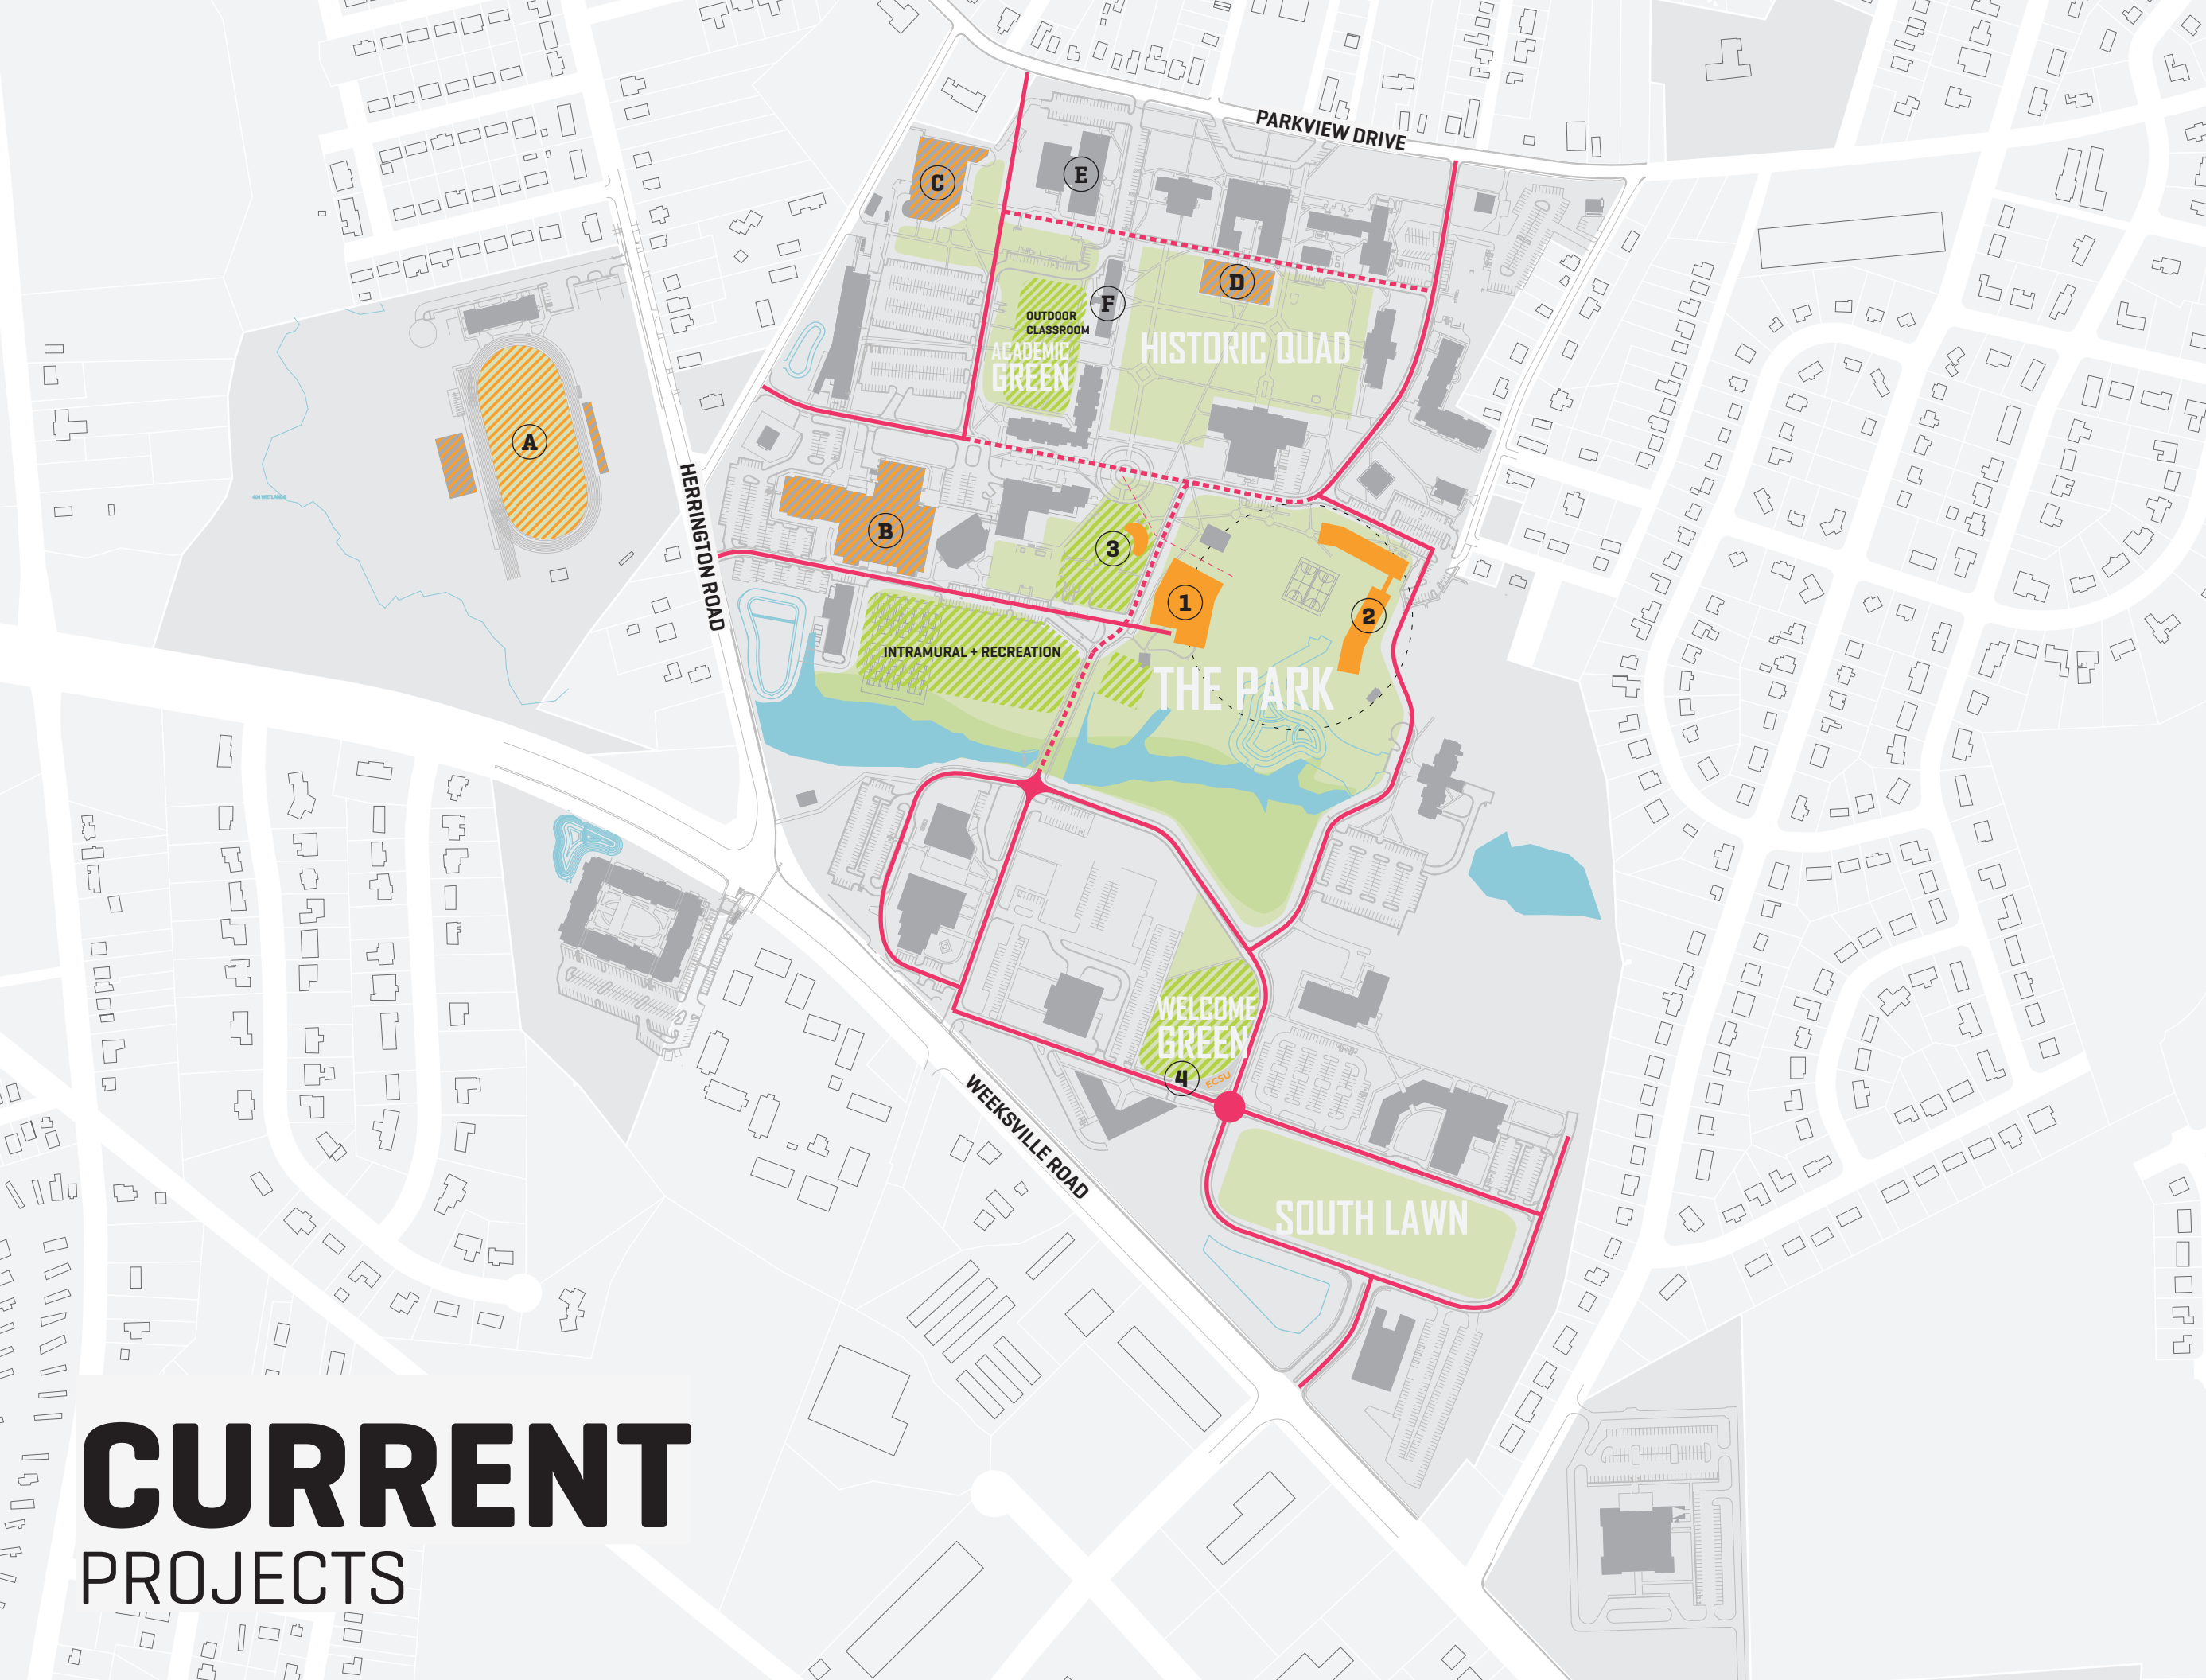 PARKVIEW DRIVE
C
E
D
F
OUTDOOR
CLASSROOM
ACADEMIC
GREEN
HISTORIC QUAD
A
B
3
1
2
HERRINGTON ROAD
INTRAMURAL + RECREATION
THE PARK
WELCOME
GREEN
4
ECSU
WEEKSVILLE ROAD
SOUTH LAWN
CURRENT
PROJECTS